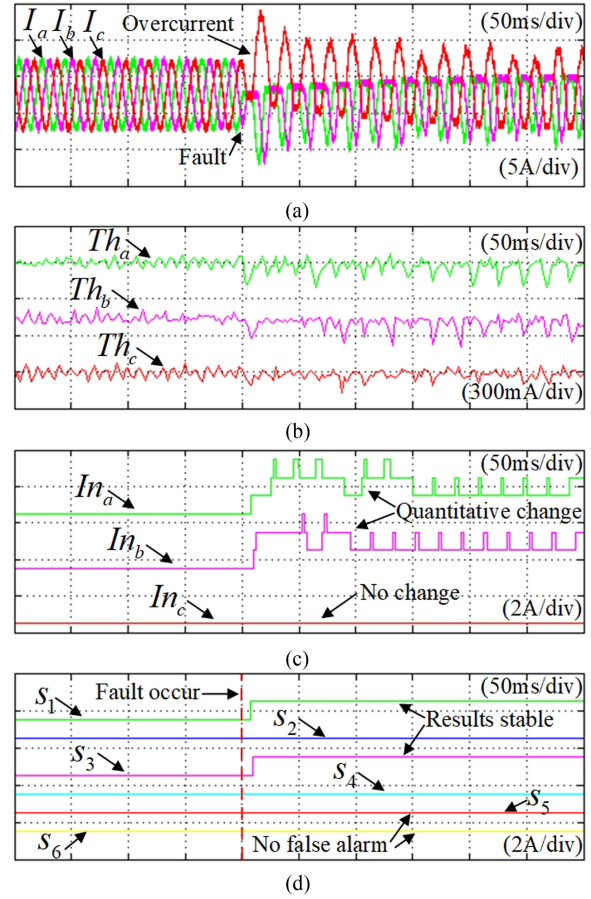 Overcurrent
(50ms/div)
Ia Ib Ic
Fault
(5A/div)
(a)
(50ms/div)
Tha
Thb
Thc
(300mA/div)
(b)
(50ms/div)
Ina
Quantitative change
Inb
No change
Inc
(2A/div)
(c)
Fault occur
(50ms/div)
S1
S2
Results stable
S3
S4
S5
S6
No false alarm
(2A/div)
(d)